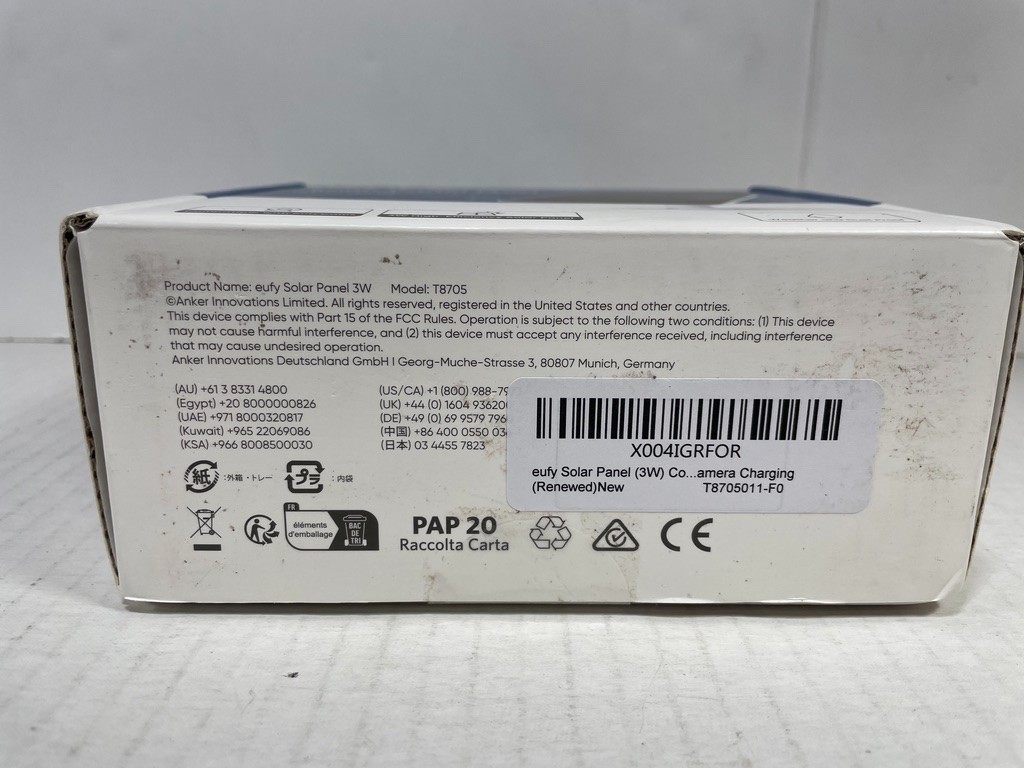 Product Name: eufy Solar Panel 3W Model: T8705
©Anker Innovations Limited. All rights reserved, registered in the United States and other countries.
This device complies with Part 15 of the FCC Rules. Operation is subject to the following two conditions: (1) This device
may not cause harmful interference, and (2) this device must accept any interference received, including interference
that may cause undesired operation.
Anker Innovations Deutschland GmbH I Georg-Muche-Strasse 3, 80807 Munich, Germany
(AU) +61 3 8331 4800
(Egypt) +20 8000000826
(UAE) +971 8000320817
(Kuwait) +965 22069086
(KSA) +966 8008500030
(US/CA) +1 (800) 988-79
(UK) +44 (0) 1604 93620
(DE) +49 (0) 69 9579 796
(中国) +86 400 0550 03
(日本) 03 4455 7823
X004IGRFOR
eufy Solar Panel (3W) Co...amera Charging
(Renewed)New T8705011-F0
紙 :外箱・トレー プラ :内袋
FR
éléments
d'emballage
BAC
DE
TRI
PAP 20
Raccolta Carta
CE